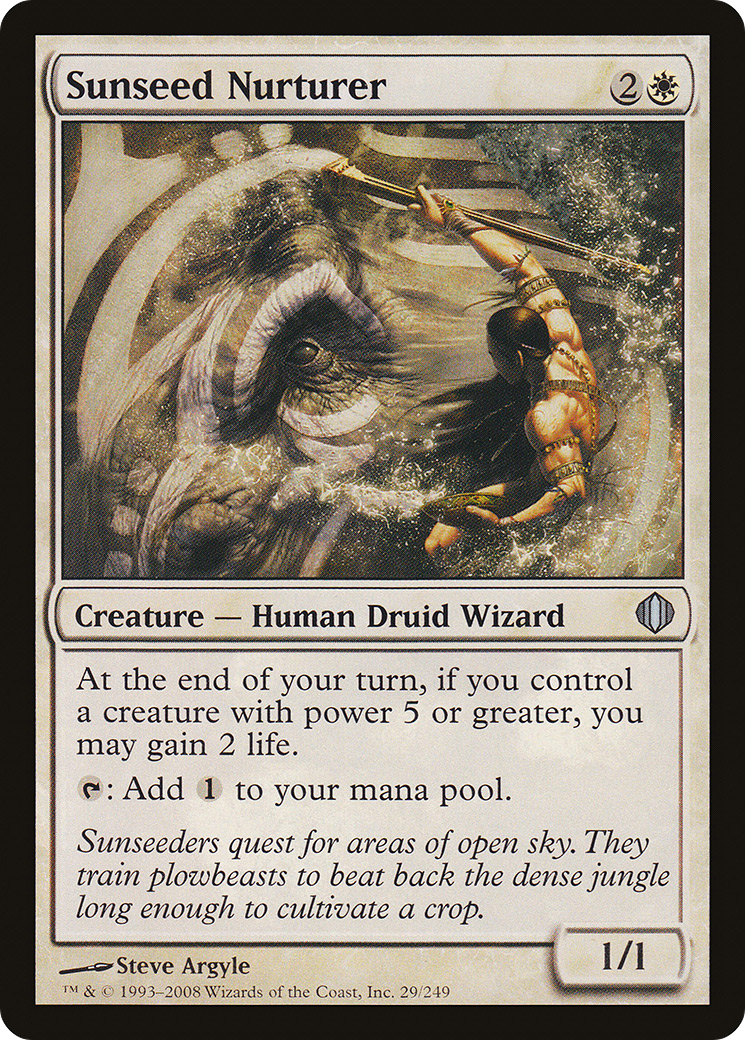 Sunseed Nurturer 2
Creature — Human Druid Wizard
At the end of your turn, if you control
a creature with power 5 or greater, you
may gain 2 life.
: Add 1 to your mana pool.
Sunseeders quest for areas of open sky. They
train plowbeasts to beat back the dense jungle
long enough to cultivate a crop.
1/1
Steve Argyle
™ & © 1993–2008 Wizards of the Coast, Inc. 29/249